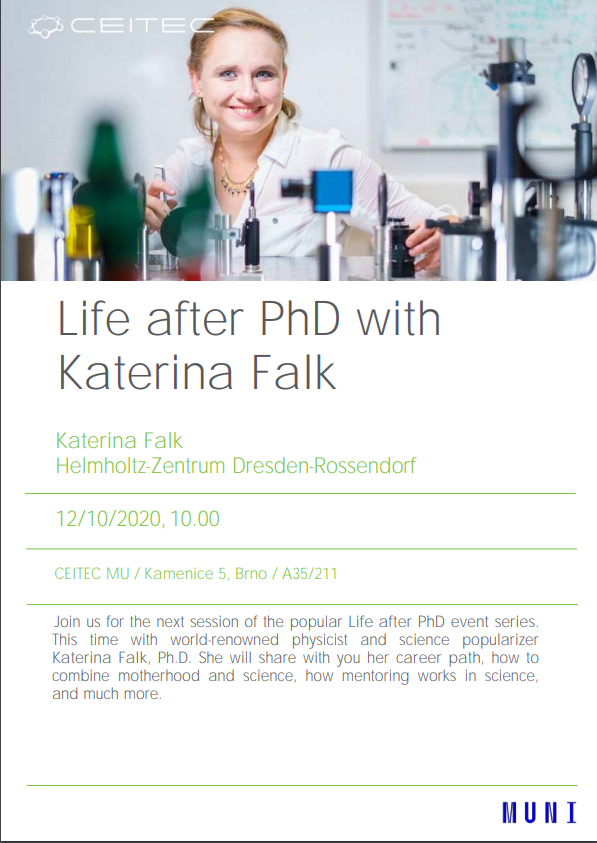 CEITEC
Life after PhD with
Katerina Falk
Katerina Falk
Helmholtz-Zentrum Dresden-Rossendorf
12/10/2020, 10.00
CEITEC MU / Kamenice 5, Brno / A35/211
Join us for the next session of the popular Life after PhD event series.
This time with world-renowned physicist and science popularizer
Katerina Falk, Ph.D. She will share with you her career path, how to
combine motherhood and science, how mentoring works in science,
and much more.
MUNI